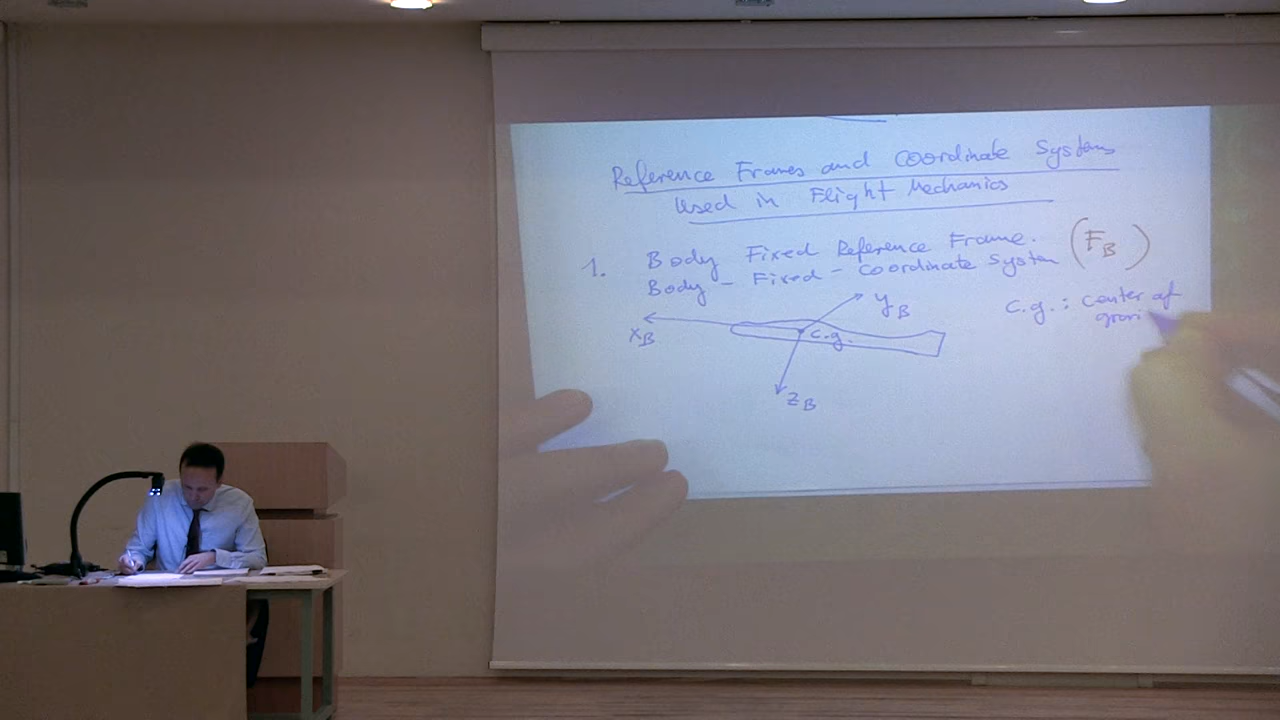 Reference Frames and Coordinate Systems
Used in Flight Mechanics
1. Body Fixed Reference Frame. (F_B)
Body-Fixed-Coordinate System
y_B
c.g.: center of
gravi
x_B
c.g.
z_B